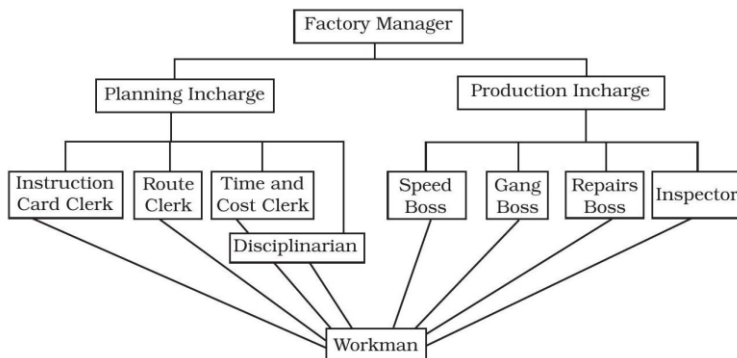 Factory Manager
Planning Incharge
Production Incharge
Instruction
Card Clerk
Route
Clerk
Time and
Cost Clerk
Disciplinarian
Speed
Boss
Gang
Boss
Repairs
Boss
Inspector
Workman